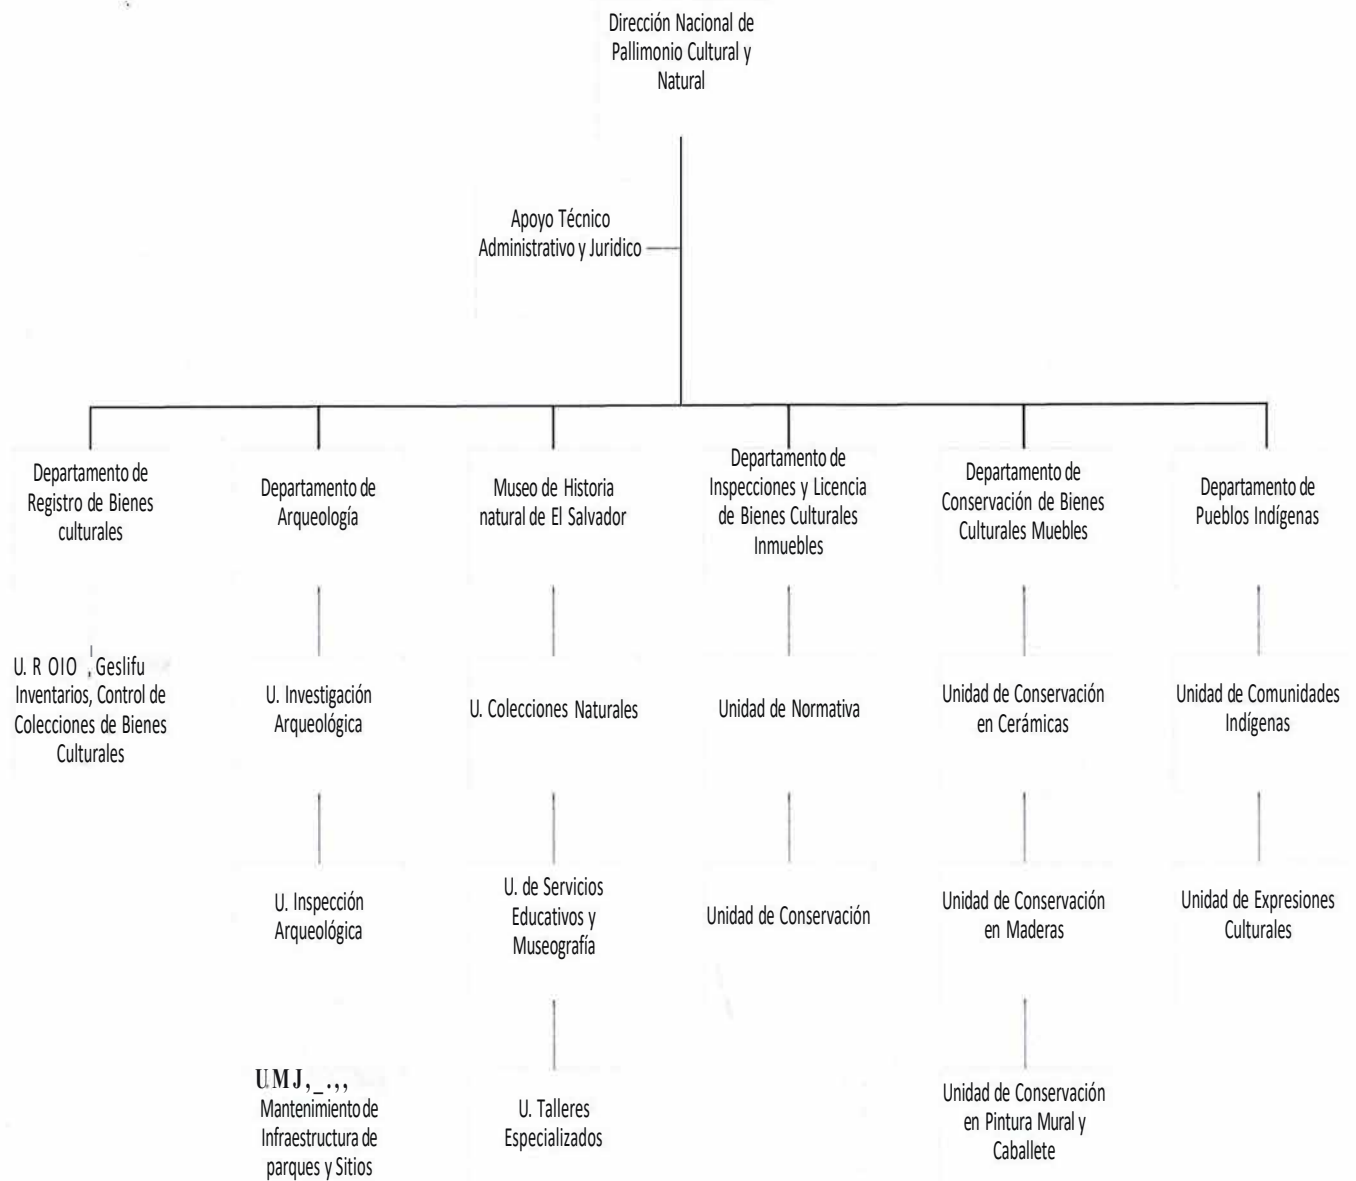 Dirección Nacional de
Pallimonio Cultural y
Natural
Apoyo Técnico
Administrativo y Juridico
Departamento de
Registro de Bienes
culturales
Departamento de
Arqueología
Museo de Historia
natural de El Salvador
Departamento de
Inspecciones y Licencia
de Bienes Culturales
Inmuebles
Departamento de
Conservación de Bienes
Culturales Muebles
Departamento de
Pueblos Indígenas
U. R OIO , Geslifu
Inventarios, Control de
Colecciones de Bienes
Culturales
U. Investigación
Arqueológica
U. Colecciones Naturales
Unidad de Normativa
Unidad de Conservación
en Cerámicas
Unidad de Comunidades
Indígenas
U. Inspección
Arqueológica
U. de Servicios
Educativos y
Museografía
Unidad de Conservación
Unidad de Conservación
en Maderas
Unidad de Expresiones
Culturales
U.MJ,_.,,
Mantenimiento de
Infraestructura de
parques y Sitios
U. Talleres
Especializados
Unidad de Conservación
en Pintura Mural y
Caballete